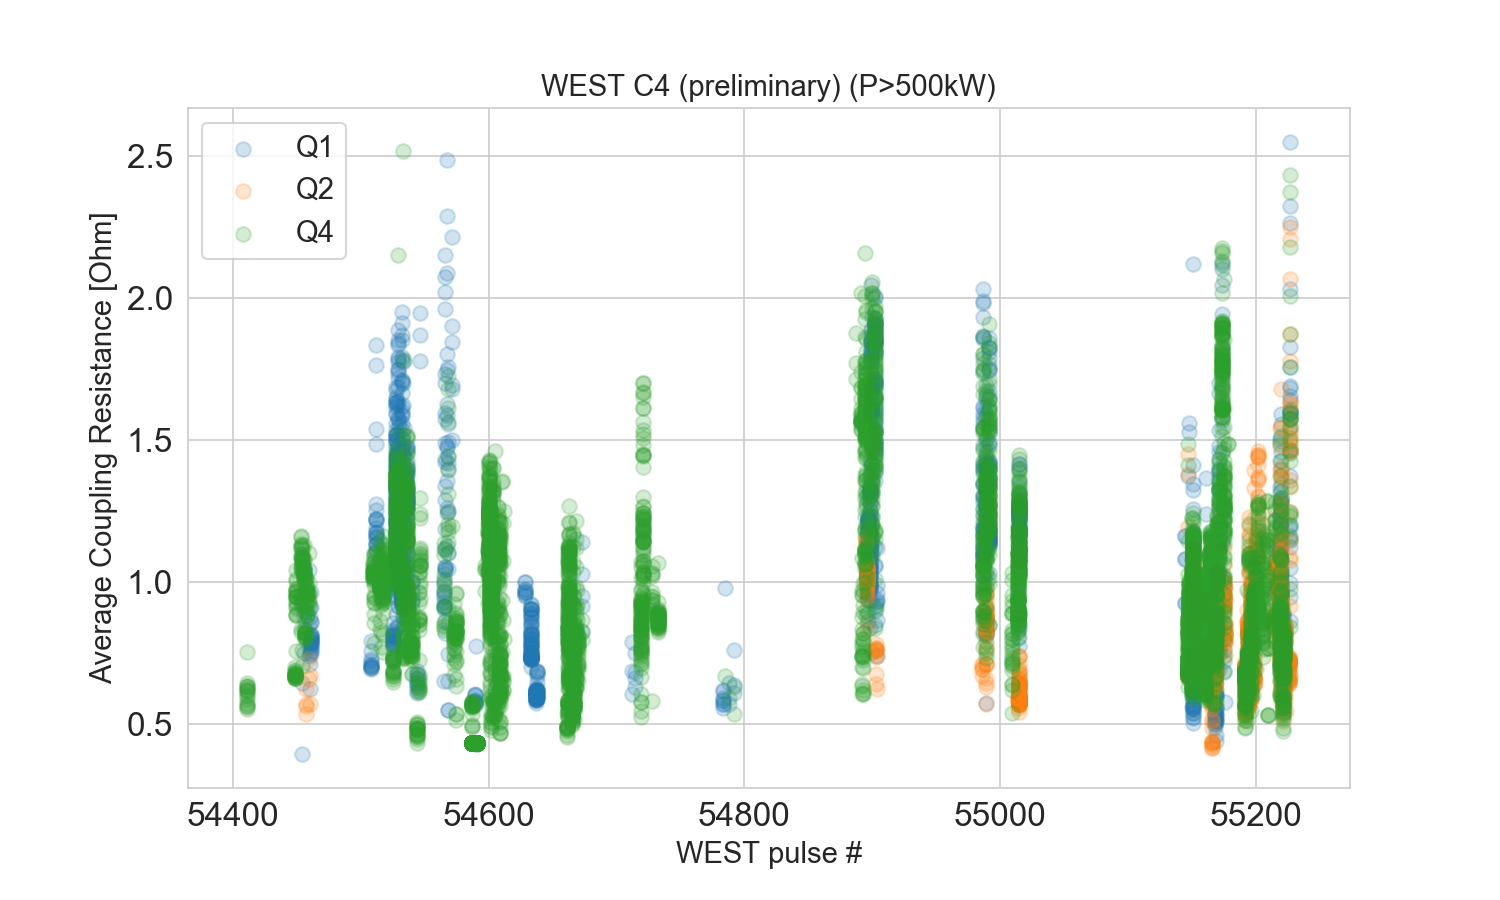 WEST C4 (preliminary) (P>500kW)
Q1
Q2
Q4
Average Coupling Resistance [Ohm]
2.5
2.0
1.5
1.0
0.5
54400 54600 54800 55000 55200
WEST pulse #